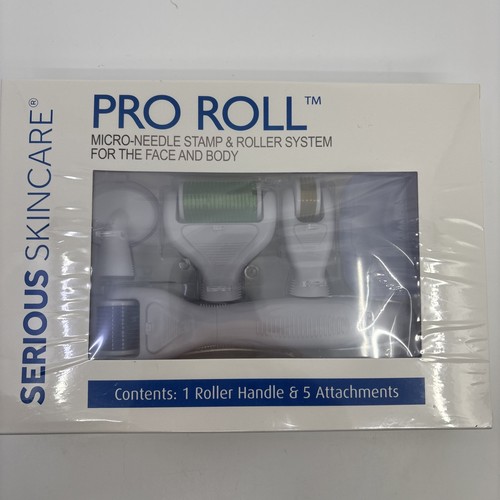 SERIOUS SKINCARE®
PRO ROLL™
MICRO-NEEDLE STAMP & ROLLER SYSTEM
FOR THE FACE AND BODY
Contents: 1 Roller Handle & 5 Attachments